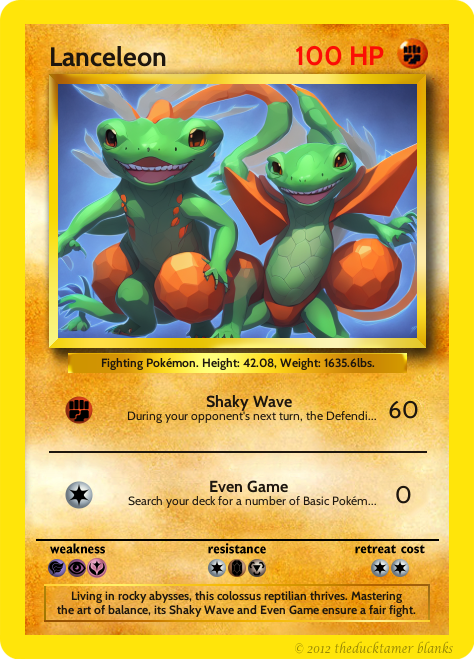 Lanceleon 100 HP
Fighting Pokémon. Height: 42.08, Weight: 1635.6lbs.
Shaky Wave
During your opponent's next turn, the Defendi... 60
Even Game
Search your deck for a number of Basic Pokém... 0
weakness resistance retreat cost
Living in rocky abysses, this colossus reptilian thrives. Mastering
the art of balance, its Shaky Wave and Even Game ensure a fair fight.
© 2012 theducktamer blanks